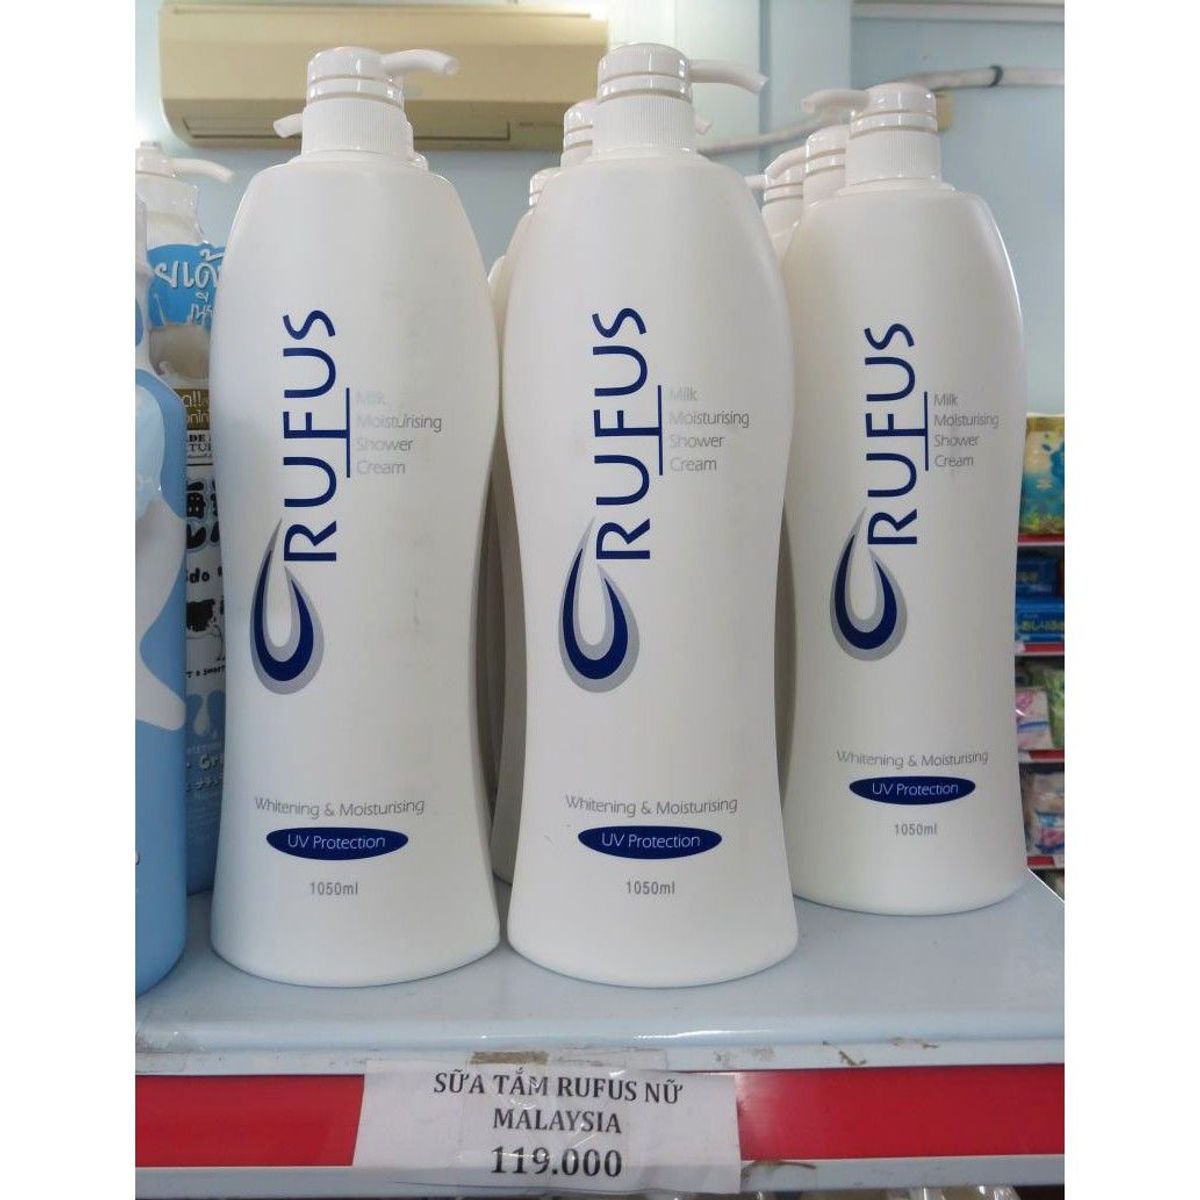 RUFUS
Milk
Moisturising
Shower
Cream
Whitening & Moisturising
UV Protection
1050ml
RUFUS
Milk
Moisturising
Shower
Cream
Whitening & Moisturising
UV Protection
1050ml
RUFUS
Milk
Moisturising
Shower
Cream
Whitening & Moisturising
UV Protection
1050ml
SỮA TẮM RUFUS NỮ
MALAYSIA
119.000